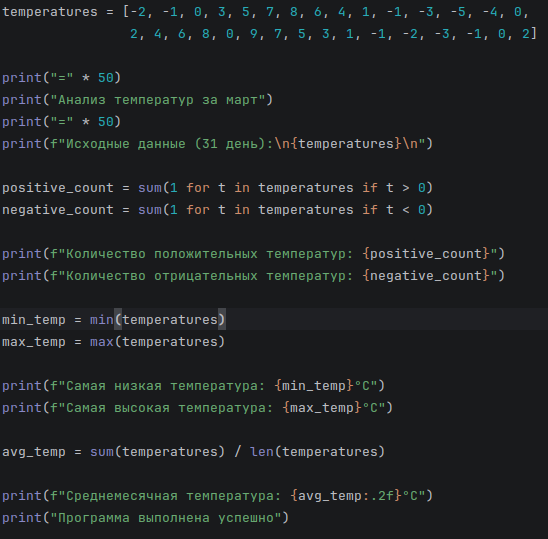 temperatures = [-2, -1, 0, 3, 5, 7, 8, 6, 4, 1, -1, -3, -5, -4, 0,
                2, 4, 6, 8, 0, 9, 7, 5, 3, 1, -1, -2, -3, -1, 0, 2]

print("=" * 50)
print("Анализ температур за март")
print("=" * 50)
print(f"Исходные данные (31 день):\n{temperatures}\n")

positive_count = sum(1 for t in temperatures if t > 0)
negative_count = sum(1 for t in temperatures if t < 0)

print(f"Количество положительных температур: {positive_count}")
print(f"Количество отрицательных температур: {negative_count}")

min_temp = min(temperatures)
max_temp = max(temperatures)

print(f"Самая низкая температура: {min_temp}°C")
print(f"Самая высокая температура: {max_temp}°C")

avg_temp = sum(temperatures) / len(temperatures)

print(f"Среднемесячная температура: {avg_temp:.2f}°C")
print("Программа выполнена успешно")